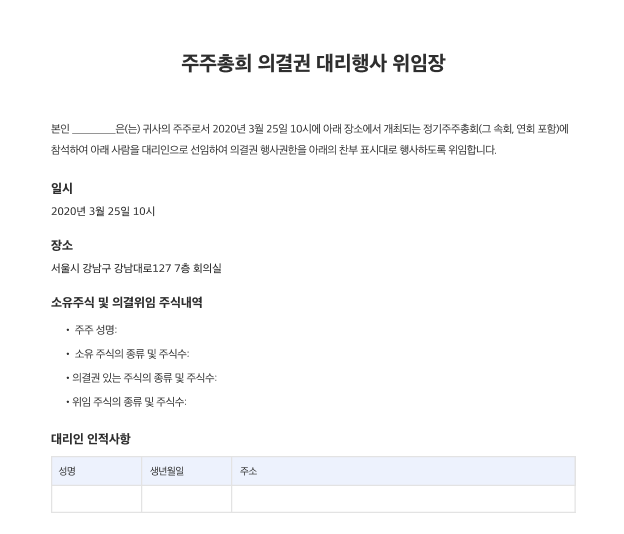 주주총회 의결권 대리행사 위임장
본인 ________은(는) 귀사의 주주로서 2020년 3월 25일 10시에 아래 장소에서 개최되는 정기주주총회(그 속회, 연회 포함)에
참석하여 아래 사람을 대리인으로 선임하여 의결권 행사권한을 아래의 찬부 표시대로 행사하도록 위임합니다.
일시
2020년 3월 25일 10시
장소
서울시 강남구 강남대로127 7층 회의실
소유주식 및 의결위임 주식내역
• 주주 성명:
• 소유 주식의 종류 및 주식수:
• 의결권 있는 주식의 종류 및 주식수:
• 위임 주식의 종류 및 주식수:
대리인 인적사항
성명 생년월일 주소